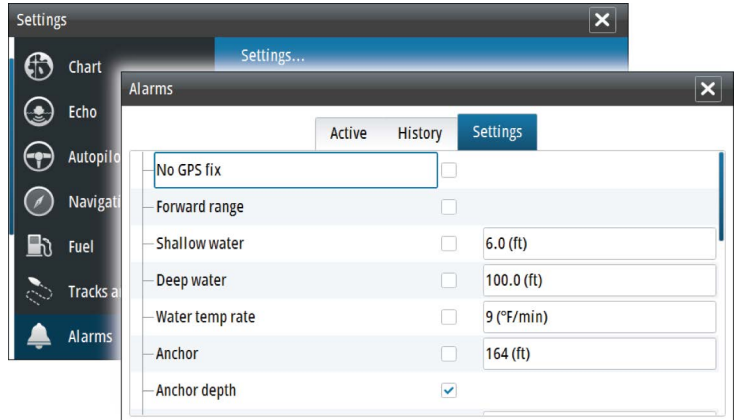 Settings
Settings...
Chart
Echo
Autopilo
Navigati
Fuel
Tracks a
Alarms
Alarms
Active History Settings
No GPS fix
Forward range
Shallow water 6.0 (ft)
Deep water 100.0 (ft)
Water temp rate 9 (°F/min)
Anchor 164 (ft)
Anchor depth